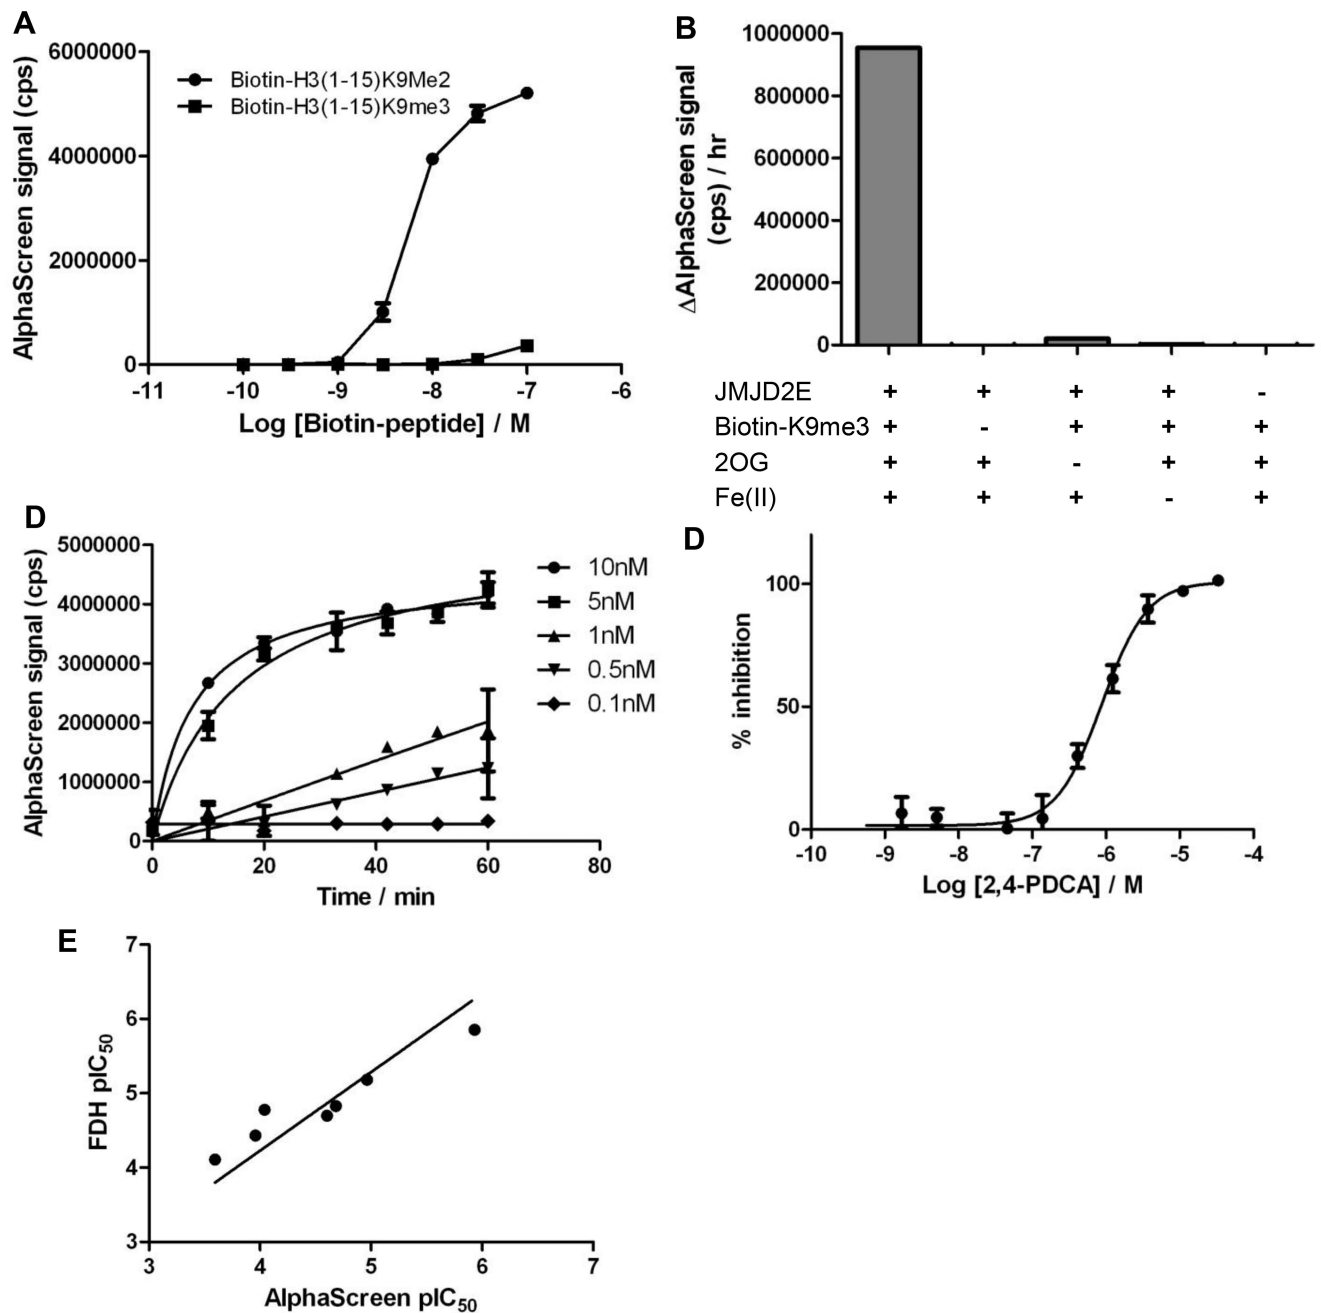 A
AlphaScreen signal (cps)
6000000
4000000
2000000
0
Biotin-H3(1-15)K9Me2
Biotin-H3(1-15)K9me3
-11 -10 -9 -8 -7 -6
Log [Biotin-peptide] / M
B
ΔAlphaScreen signal
(cps) / hr
1000000
800000
600000
400000
200000
0
JMJD2E + + + + -
Biotin-K9me3 + - + + +
2OG + + - + +
Fe(II) + + + - +
D
AlphaScreen signal (cps)
5000000
4000000
3000000
2000000
1000000
0
10nM
5nM
1nM
0.5nM
0.1nM
0 20 40 60 80
Time / min
D
% inhibition
100
50
0
-10 -9 -8 -7 -6 -5 -4
Log [2,4-PDCA] / M
E
FDH pIC50
7
6
5
4
3
3 4 5 6 7
AlphaScreen pIC50